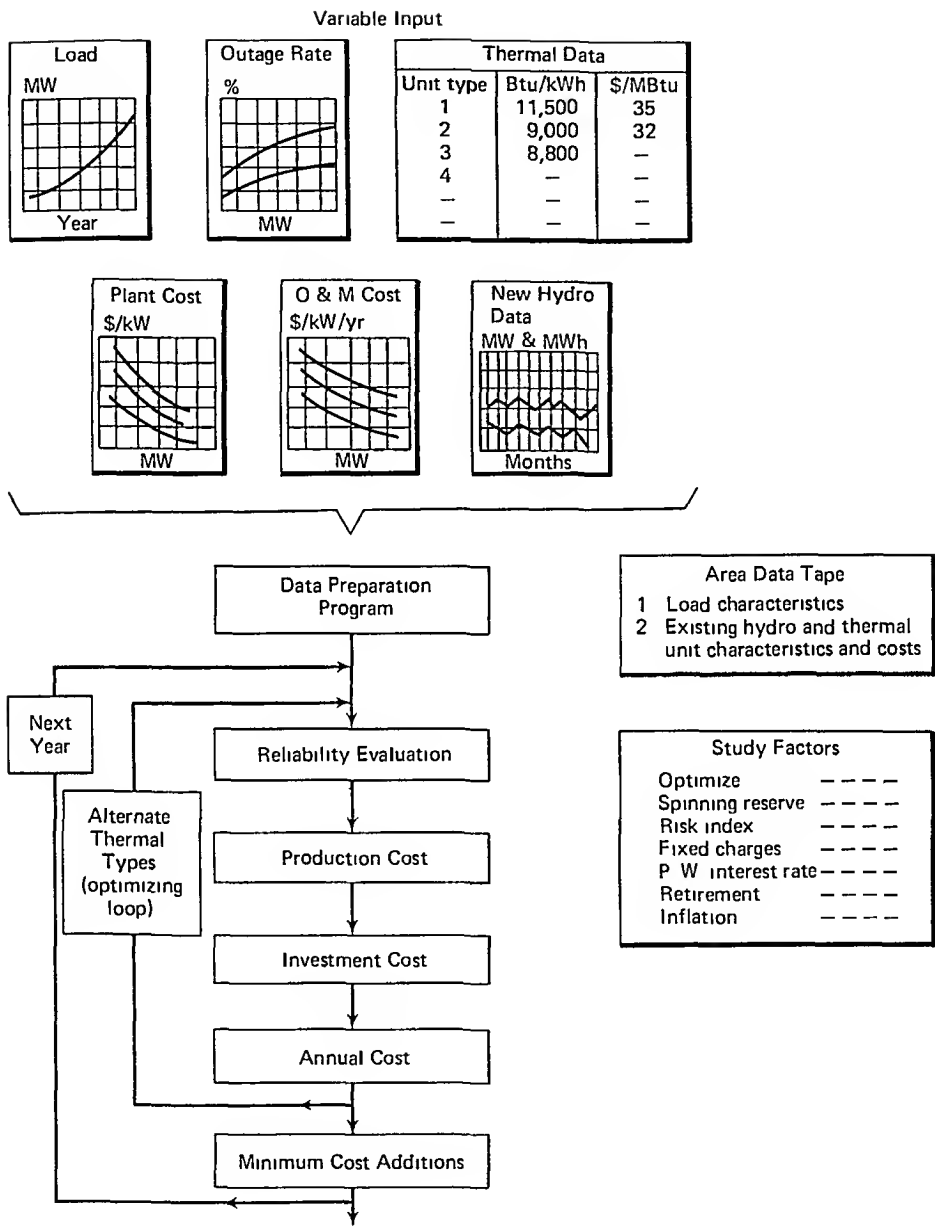 Variable Input
Load
MW
Year
Outage Rate
%
MW
Thermal Data
Unit type Btu/kWh $/MBtu
1 11,500 35
2 9,000 32
3 8,800 —
4 — —
— — —
— — —
Plant Cost
$/kW
MW
O & M Cost
$/kW/yr
MW
New Hydro
Data
MW & MWh
Months
Data Preparation
Program
Area Data Tape
1 Load characteristics
2 Existing hydro and thermal
unit characteristics and costs
Next
Year
Alternate
Thermal
Types
(optimizing
loop)
Reliability Evaluation
Production Cost
Investment Cost
Annual Cost
Minimum Cost Additions
Study Factors
Optimize – – – –
Spinning reserve – – – –
Risk index – – – –
Fixed charges – – – –
P W interest rate – – – –
Retirement – – – –
Inflation – – – –